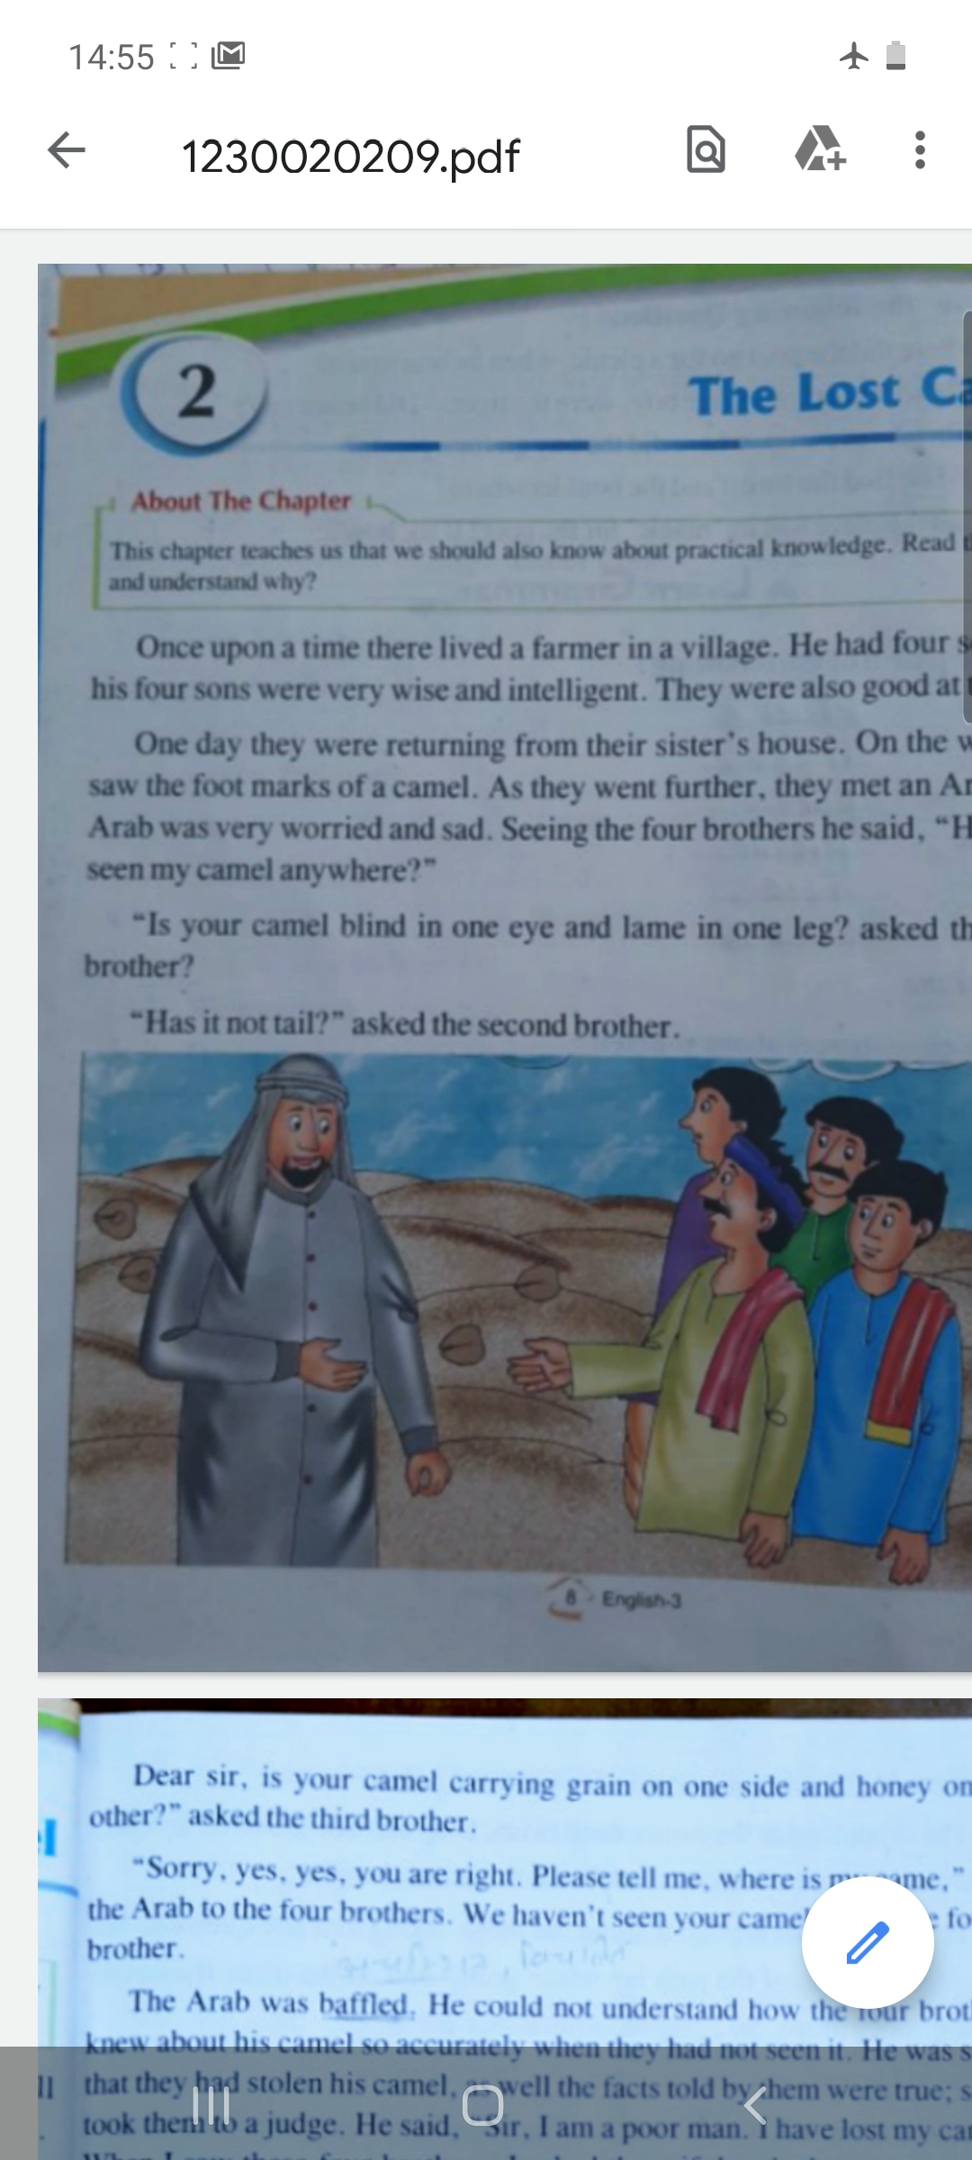 14:55
1230020209.pdf
2
The Lost Ca
About The Chapter
This chapter teaches us that we should also know about practical knowledge. Read t
and understand why?
Once upon a time there lived a farmer in a village. He had four s
his four sons were very wise and intelligent. They were also good at
One day they were returning from their sister's house. On the w
saw the foot marks of a camel. As they went further, they met an Ar
Arab was very worried and sad. Seeing the four brothers he said, “H
seen my camel anywhere?”
“Is your camel blind in one eye and lame in one leg? asked th
brother?
“Has it not tail?” asked the second brother.
8 English-3
Dear sir, is your camel carrying grain on one side and honey on
other?” asked the third brother.
“Sorry, yes, yes, you are right. Please tell me, where is my came,”
the Arab to the four brothers. We haven't seen your camel fo
brother.
The Arab was baffled. He could not understand how the four brot
knew about his camel so accurately when they had not seen it. He was s
that they had stolen his camel, well the facts told by them were true; s
took them to a judge. He said, “Sir, I am a poor man. I have lost my ca